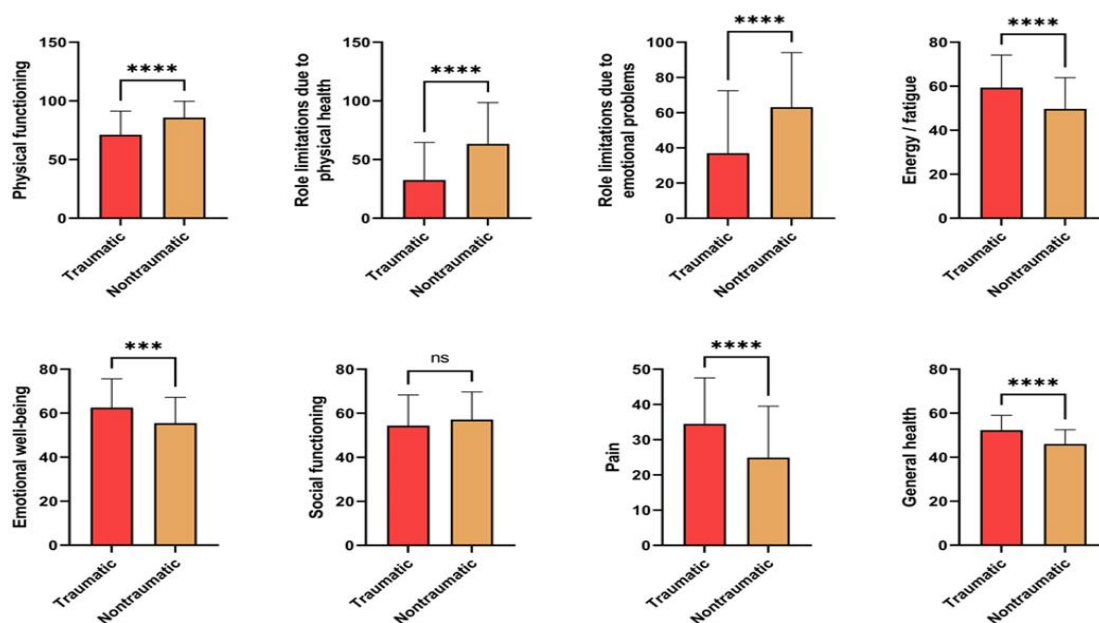 Physical functioning
150
100
50
0
****
Traumatic
Nontraumatic
Role limitations due to
physical health
150
100
50
0
****
Traumatic
Nontraumatic
Role limitations due to
emotional problems
100
80
60
40
20
0
****
Traumatic
Nontraumatic
Energy / fatigue
80
60
40
20
0
****
Traumatic
Nontraumatic
Emotional well-being
80
60
40
20
0
***
Traumatic
Nontraumatic
Social functioning
80
60
40
20
0
ns
Traumatic
Nontraumatic
Pain
50
40
30
20
10
0
****
Traumatic
Nontraumatic
General health
80
60
40
20
0
****
Traumatic
Nontraumatic